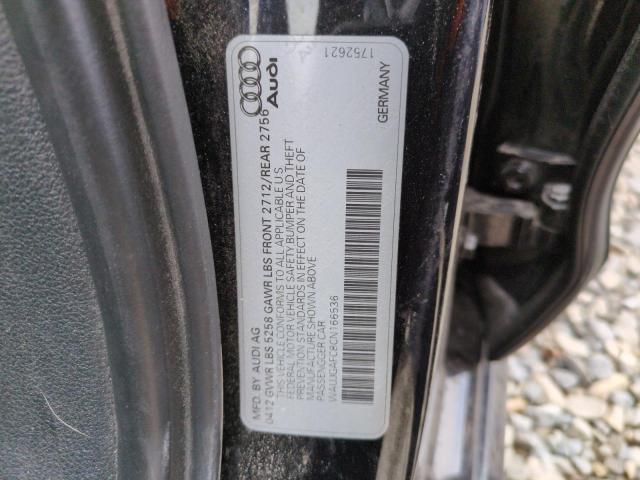 MFD. BY AUDI AG
0412 GVWR LBS 5258 GAWR LBS FRONT 2712/REAR 2756
THIS VEHICLE CONFORMS TO ALL APPLICABLE U.S.
FEDERAL MOTOR VEHICLE SAFETY BUMPER AND THEFT
PREVENTION STANDARDS IN EFFECT ON THE DATE OF
MANUFACTURE SHOWN ABOVE
PASSENGER CAR
WAUUGAFC8CN166536
Audi
GERMANY
1752621